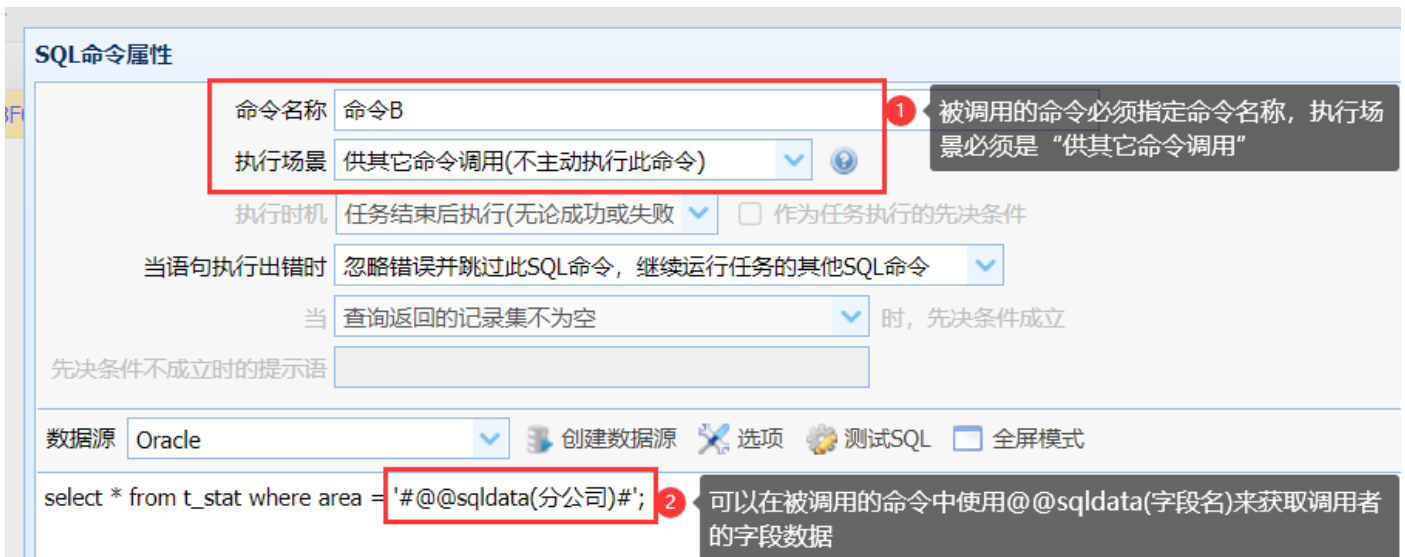 SQL命令属性
命令名称 命令B
1 被调用的命令必须指定命令名称，执行场
景必须是“供其它命令调用”
执行场景 供其它命令调用(不主动执行此命令)
执行时机 任务结束后执行(无论成功或失败 作为任务执行的先决条件
当语句执行出错时 忽略错误并跳过此SQL命令，继续运行任务的其他SQL命令
当 查询返回的记录集不为空 时，先决条件成立
先决条件不成立时的提示语
数据源 Oracle 创建数据源 选项 测试SQL 全屏模式
select * from t_stat where area = '#@@sqldata(分公司)#';
2 可以在被调用的命令中使用@@sqldata(字段名)来获取调用者
的字段数据